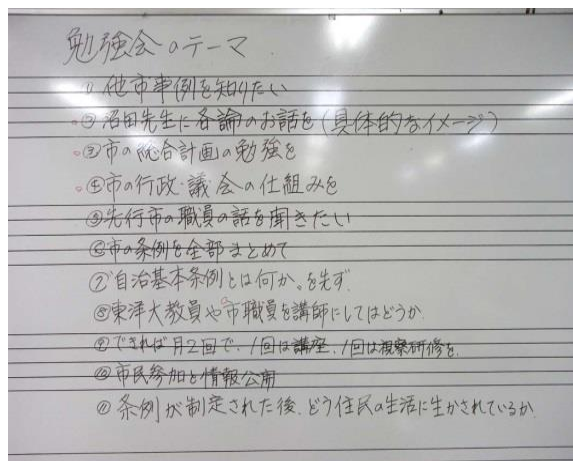 勉強会のテーマ
① 他市事例を知りたい
②沼田先生に各論のお話を(具体的なイメージ)
③市の総合計画の勉強を
④市の行政・議会の仕組みを
⑤先行市の職員の話を聞きたい
⑥市の条例を全部まとめて
⑦自治基本条例とは何か。を先ず
⑧東洋大教員や市職員を講師にしてはどうか
⑨できれば月2回で、1回は講座、1回は視察研修を
⑩市民参加と情報公開
⑪条例が制定された後、どう住民の生活に生かされているか